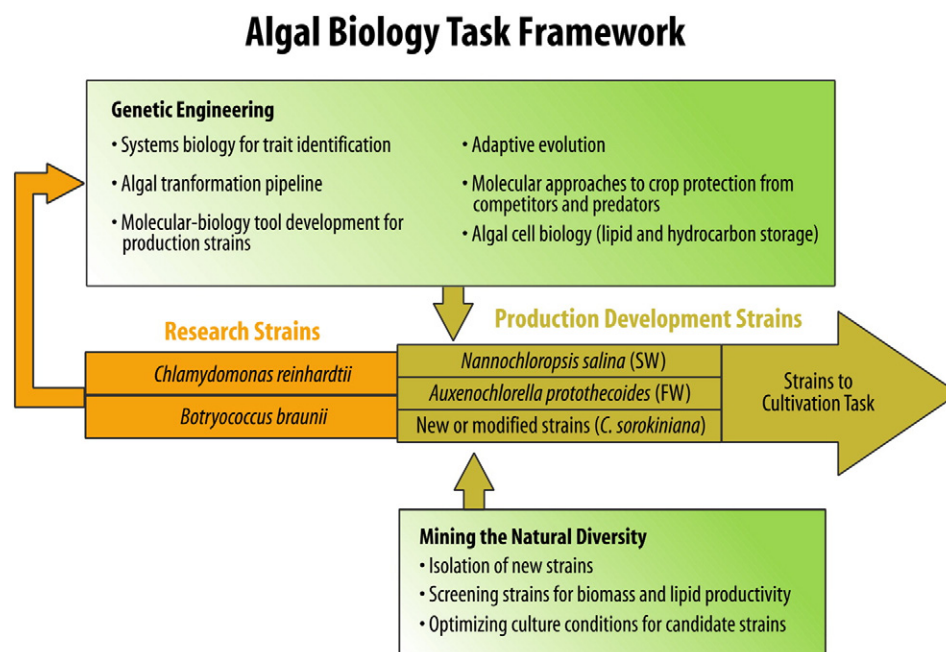 Algal Biology Task Framework
Genetic Engineering
• Systems biology for trait identification
• Algal tranformation pipeline
• Molecular-biology tool development for
production strains
• Adaptive evolution
• Molecular approaches to crop protection from
competitors and predators
• Algal cell biology (lipid and hydrocarbon storage)
Research Strains
Chlamydomonas reinhardtii
Botryococcus braunii
Production Development Strains
Nannochloropsis salina (SW)
Auxenochlorella protothecoides (FW)
New or modified strains (C. sorokiniana)
Strains to
Cultivation Task
Mining the Natural Diversity
• Isolation of new strains
• Screening strains for biomass and lipid productivity
• Optimizing culture conditions for candidate strains